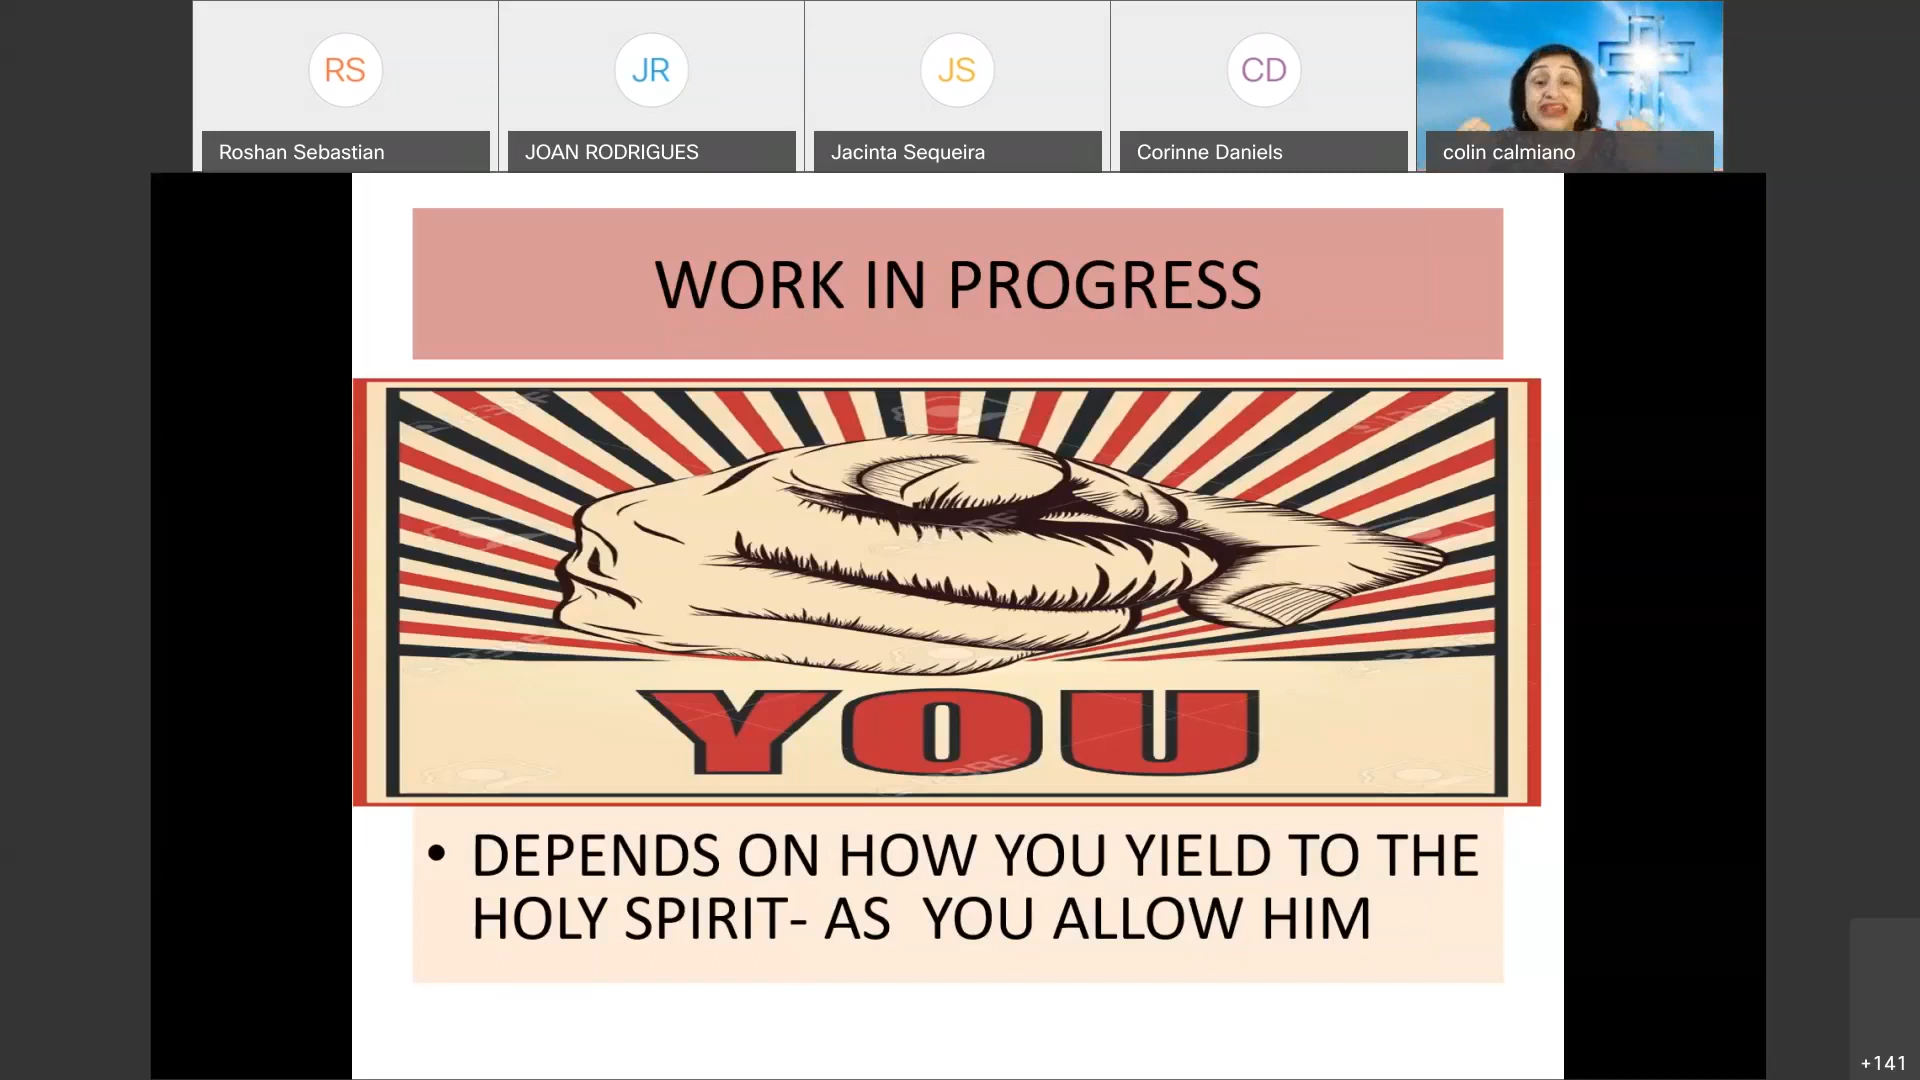 RS
JR
JS
CD
Roshan Sebastian
JOAN RODRIGUES
Jacinta Sequeira
Corinne Daniels
colin calmiano
WORK IN PROGRESS
YOU
• DEPENDS ON HOW YOU YIELD TO THE
HOLY SPIRIT- AS  YOU ALLOW HIM
+141